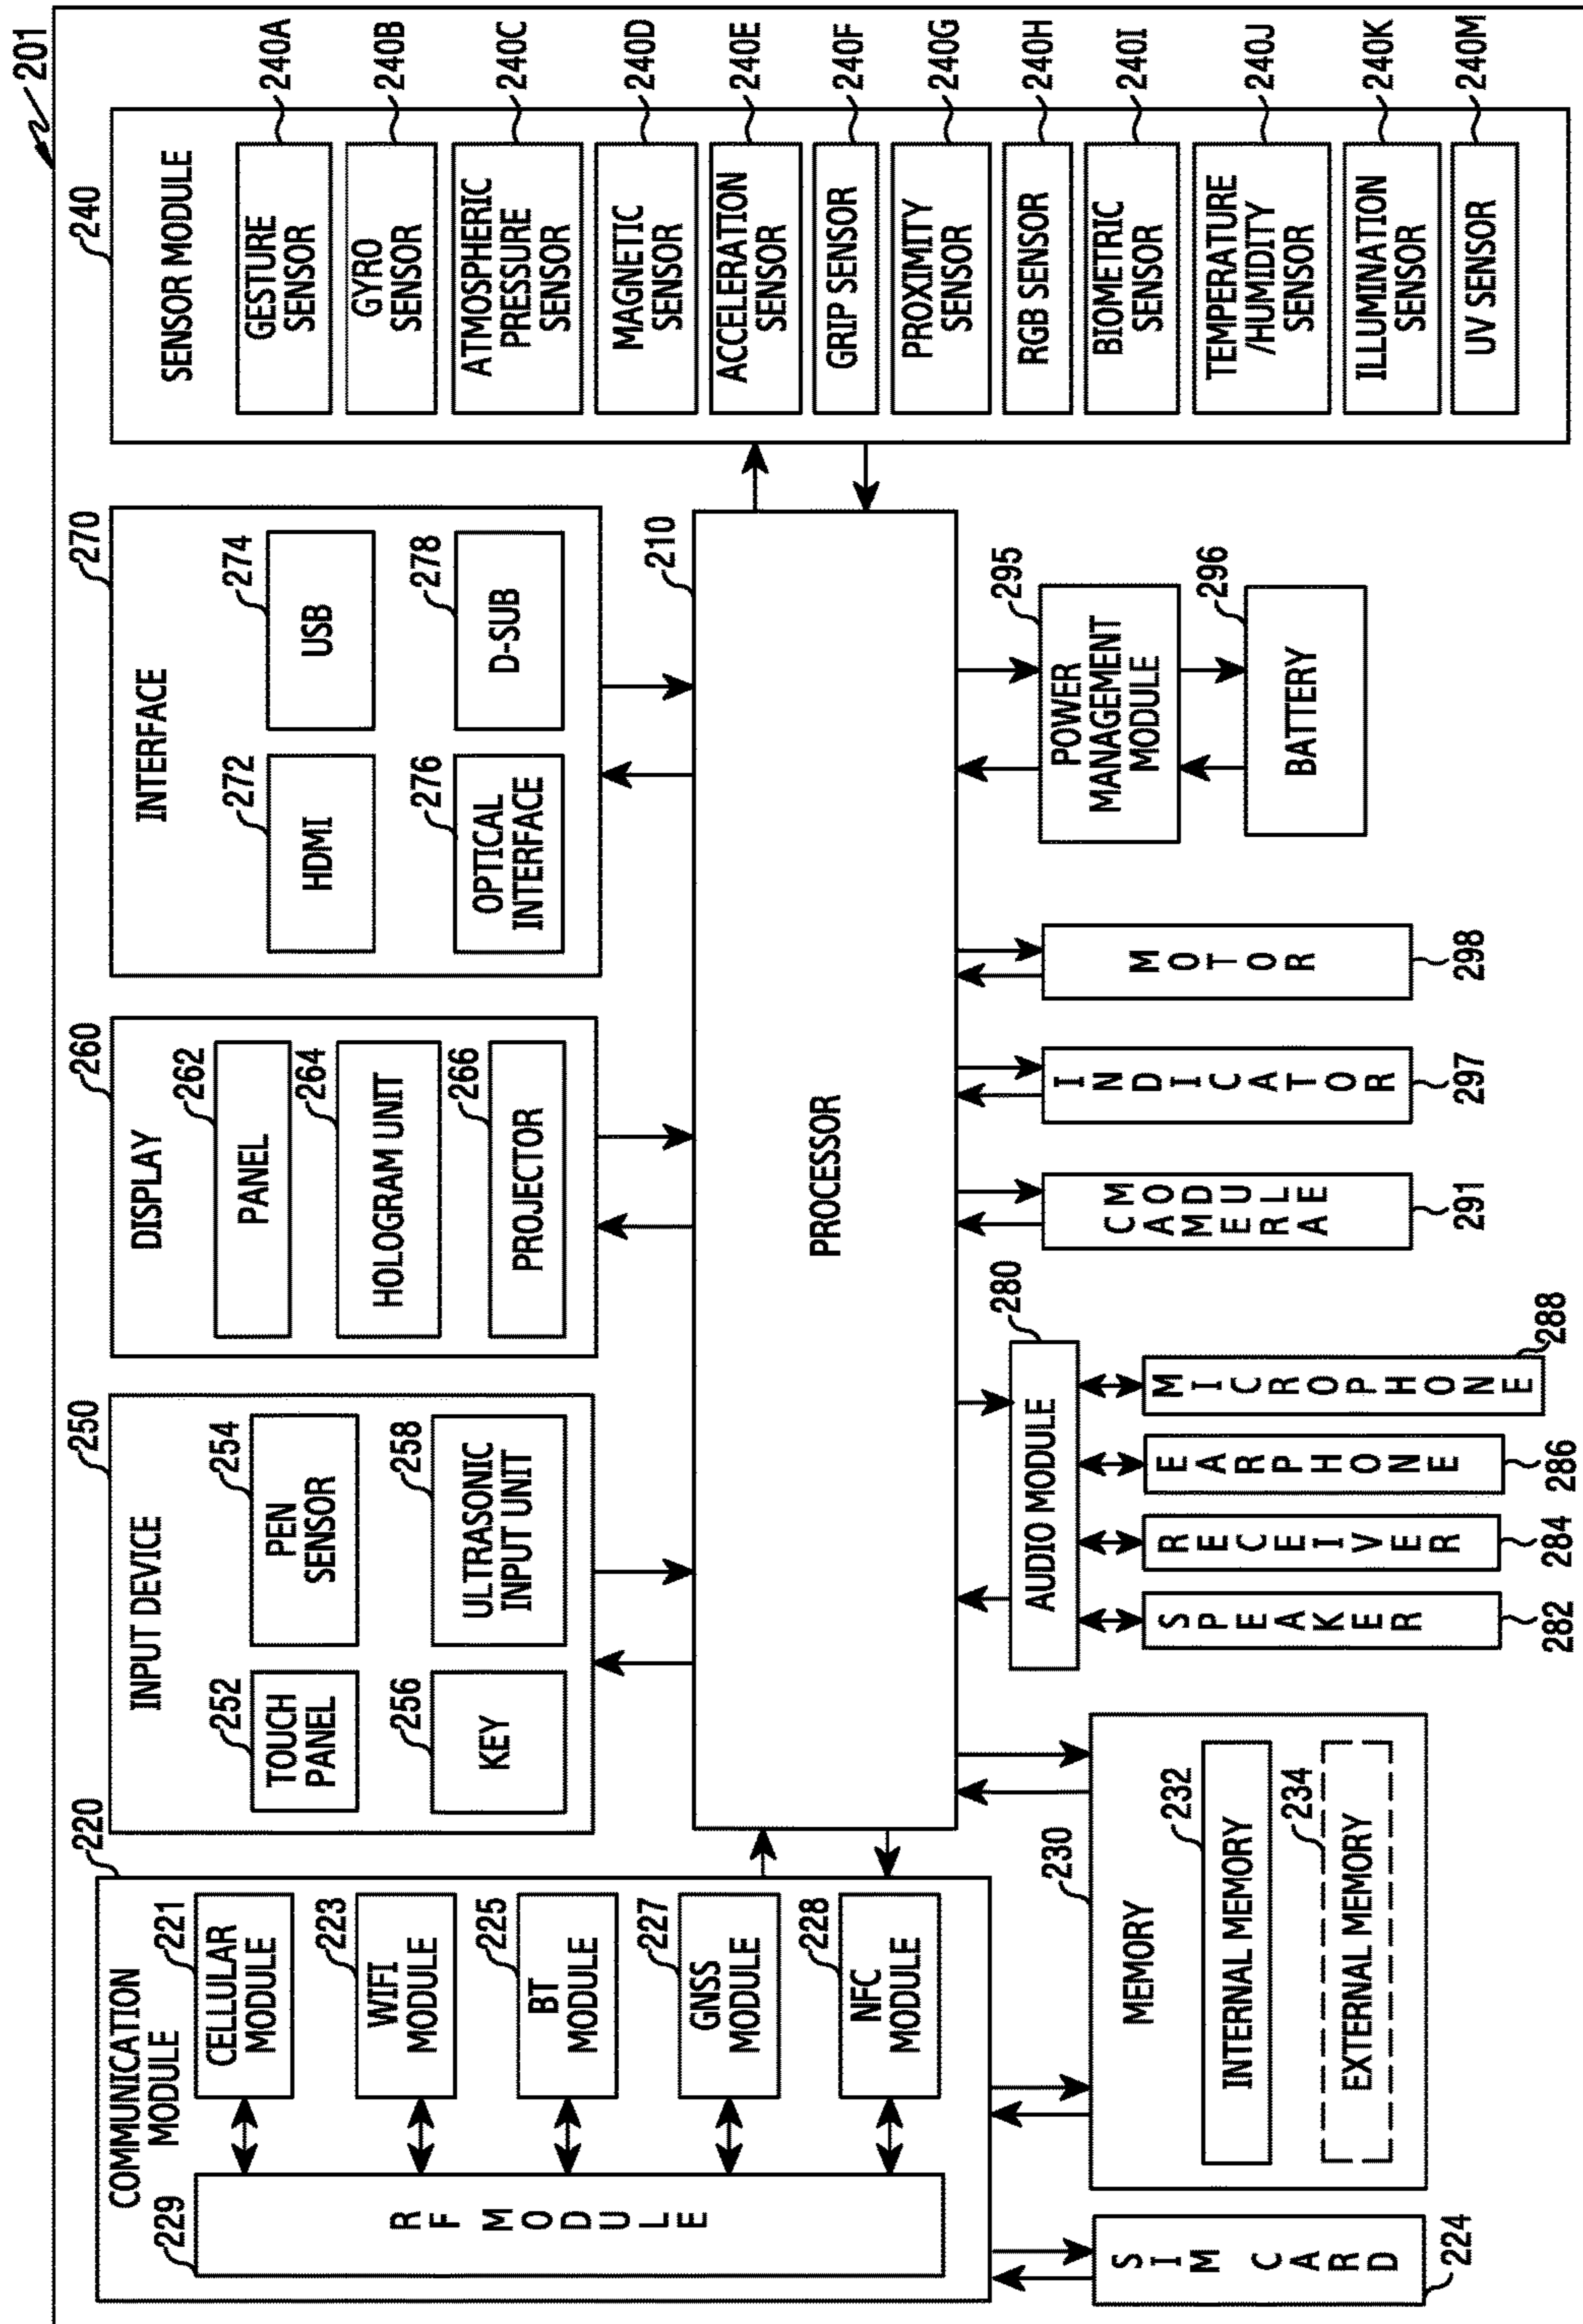 201
220
COMMUNICATION
MODULE
229
RF MODULE
221
CELLULAR
MODULE
223
WIFI
MODULE
225
BT
MODULE
227
GNSS
MODULE
228
NFC
MODULE
250
INPUT DEVICE
252
TOUCH
PANEL
254
PEN
SENSOR
256
KEY
258
ULTRASONIC
INPUT UNIT
260
DISPLAY
262
PANEL
264
HOLOGRAM UNIT
266
PROJECTOR
270
INTERFACE
272
HDMI
274
USB
276
OPTICAL
INTERFACE
278
D-SUB
240
SENSOR MODULE
GESTURE
SENSOR
240A
GYRO
SENSOR
240B
ATMOSPHERIC
PRESSURE
SENSOR
240C
MAGNETIC
SENSOR
240D
ACCELERATION
SENSOR
240E
GRIP SENSOR
240F
PROXIMITY
SENSOR
240G
RGB SENSOR
240H
BIOMETRIC
SENSOR
240I
TEMPERATURE
/HUMIDITY
SENSOR
240J
ILLUMINATION
SENSOR
240K
UV SENSOR
240M
210
PROCESSOR
SIM CARD
224
230
MEMORY
232
INTERNAL MEMORY
234
EXTERNAL MEMORY
280
AUDIO MODULE
SPEAKER
282
RECEIVER
284
EARPHONE
286
MICROPHONE
288
CAMERA
MODULE
291
INDICATOR
297
MOTOR
298
295
POWER
MANAGEMENT
MODULE
296
BATTERY